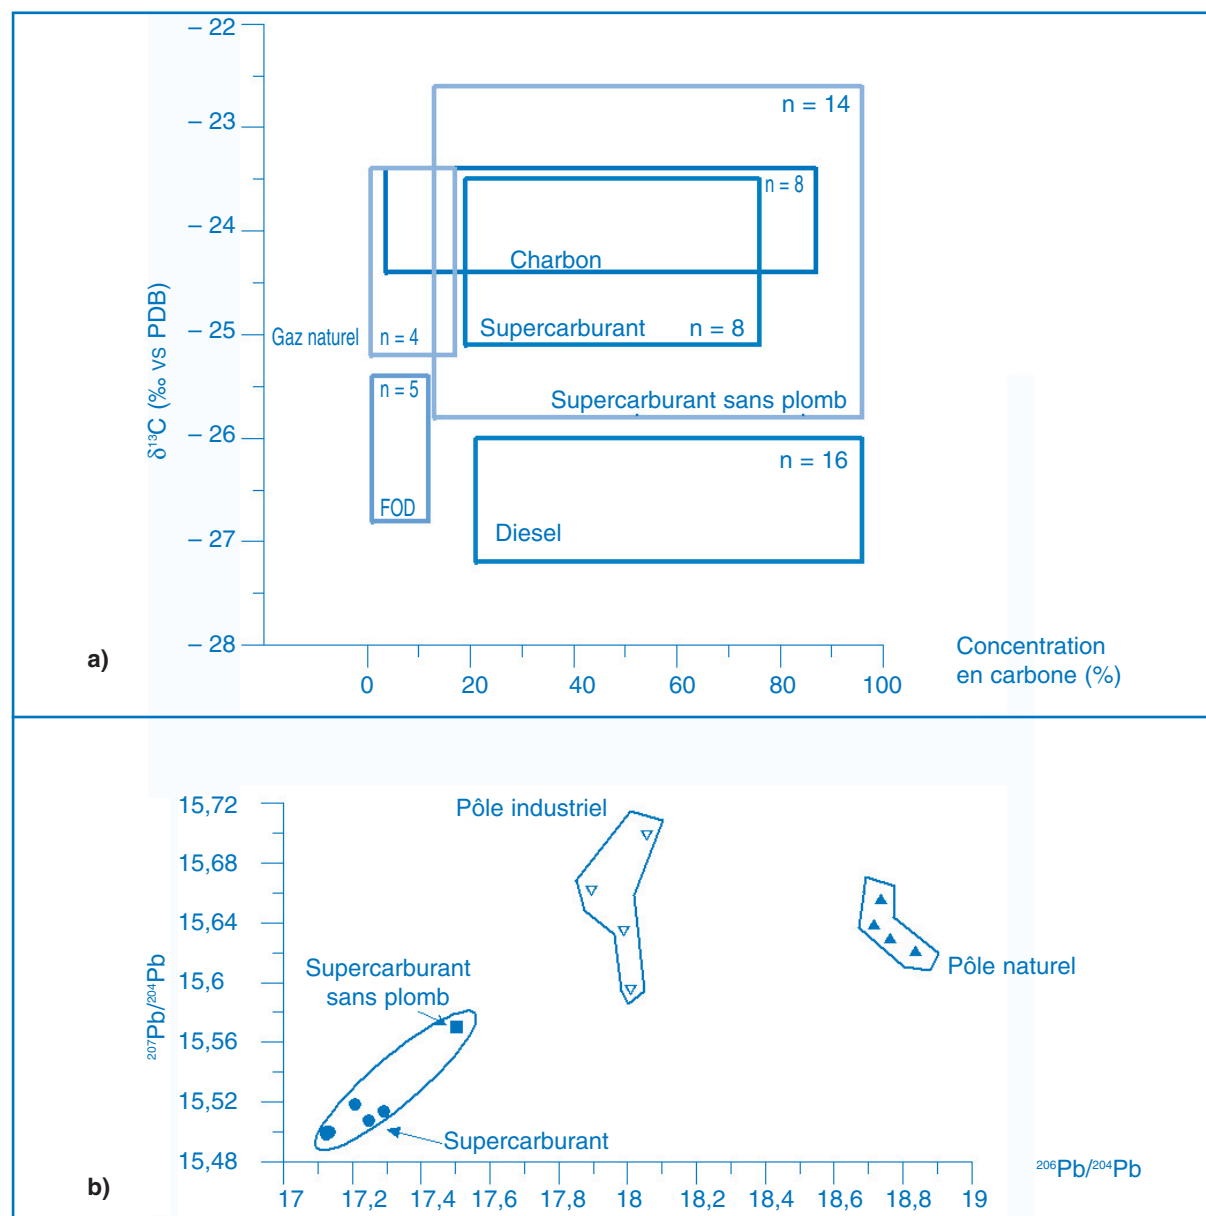 – 22
– 23
– 24
– 25
– 26
– 27
– 28
δ¹³C (‰ vs PDB)
n = 14
n = 8
Charbon
Supercarburant n = 8
Gaz naturel n = 4
n = 5
Supercarburant sans plomb
n = 16
FOD
Diesel
0 20 40 60 80 100
Concentration
en carbone (%)
a)
15,72
15,68
15,64
15,6
15,56
15,52
15,48
²⁰⁷Pb/²⁰⁴Pb
Pôle industriel
Pôle naturel
Supercarburant
sans plomb
Supercarburant
17 17,2 17,4 17,6 17,8 18 18,2 18,4 18,6 18,8 19
²⁰⁶Pb/²⁰⁴Pb
b)